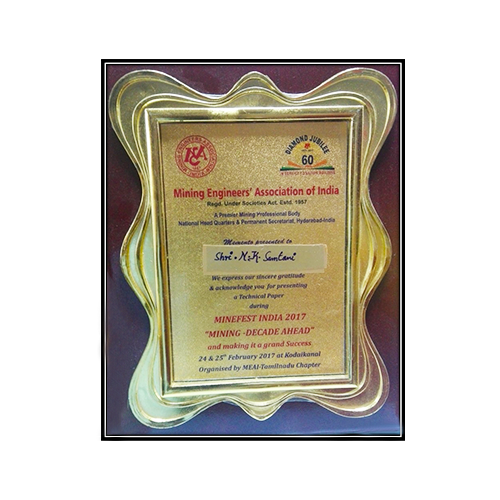 DIAMOND JUBILEE
60
Mining Engineers' Association of India
Regd. Under Societies Act. Estd. 1957
A Premier Mining Professional Body
National Head Quarters & Permanent Secretariat, Hyderabad-India
Memento presented to
Shri. M.K. Samtani
We express our sincere gratitude
& acknowledge you for presenting
a Technical Paper
during
MINEFEST INDIA 2017
"MINING -DECADE AHEAD"
and making it a grand Success
24 & 25th February 2017 at Kodaikanal
Organised by MEAI-Tamilnadu Chapter